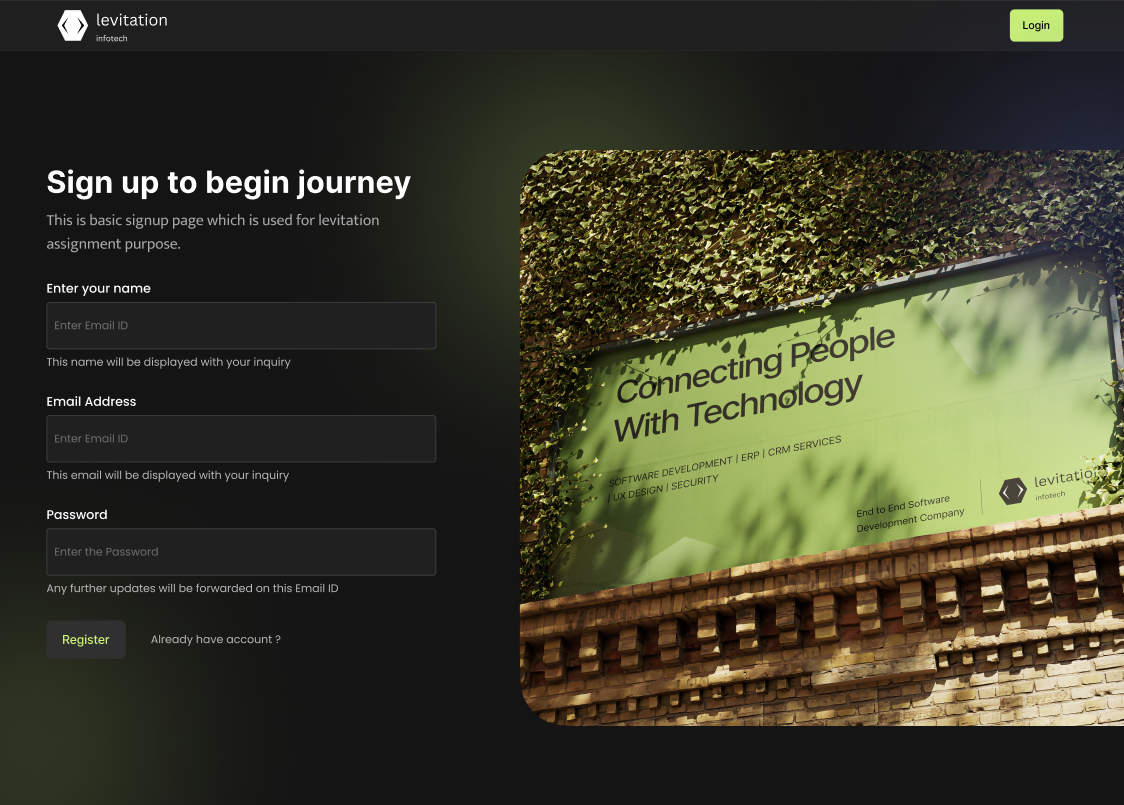 levitation
infotech
Login
Sign up to begin journey
This is basic signup page which is used for levitation
assignment purpose.
Enter your name
Enter Email ID
This name will be displayed with your inquiry
Email Address
Enter Email ID
This email will be displayed with your inquiry
Password
Enter the Password
Any further updates will be forwarded on this Email ID
Register
Already have account ?
Connecting People
With Technology
SOFTWARE DEVELOPMENT | ERP | CRM SERVICES
| UX DESIGN | SECURITY
End to End Software
Development Company
levitation
infotech